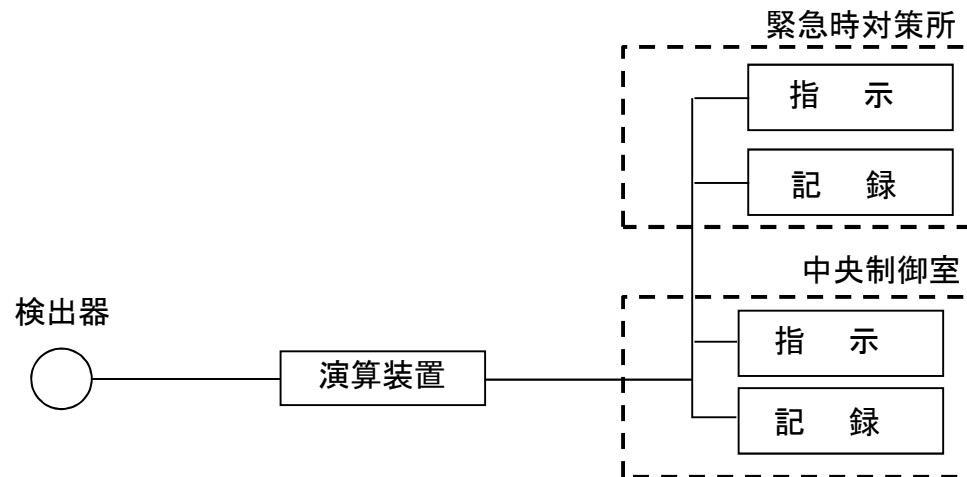 緊急時対策所
指 示
記 録
中央制御室
検出器
演算装置
指 示
記 録